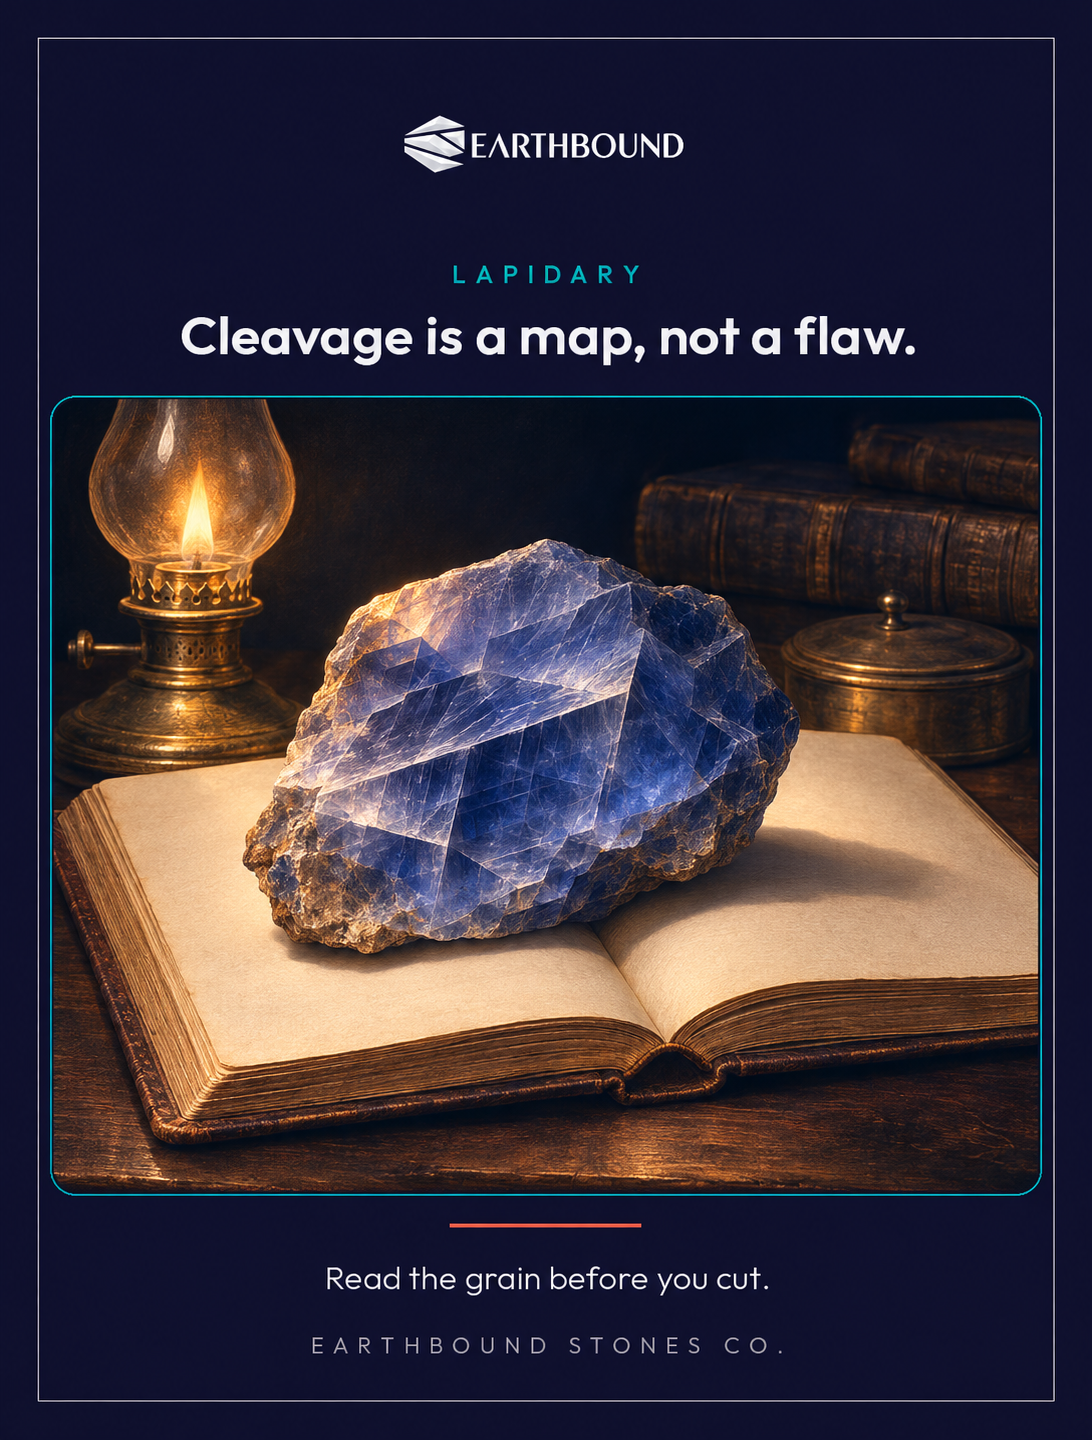 EARTHBOUND
LAPIDARY
Cleavage is a map, not a flaw.
Read the grain before you cut.
EARTHBOUND STONES CO.